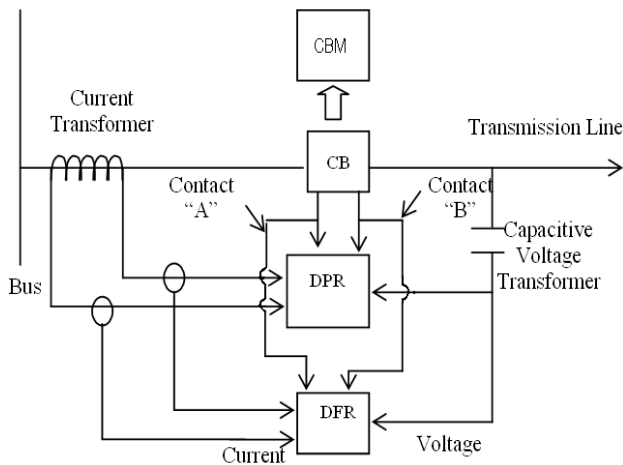 CBM
Current
Transformer
Transmission Line
CB
Contact
“A”
Contact
“B”
Capacitive
Voltage
Transformer
Bus
DPR
DFR
Current
Voltage